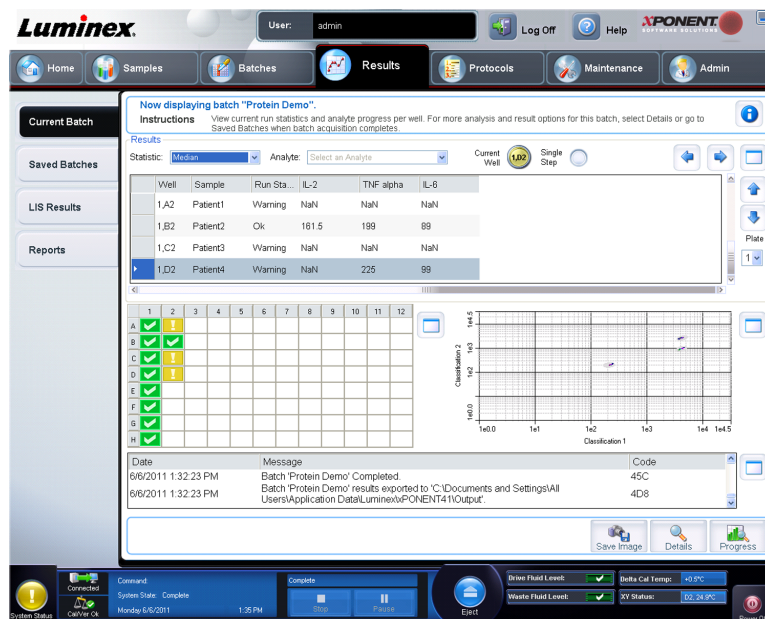 Luminex.
User: admin
Log Off
Help
XPONENT.
SOFTWARE SOLUTIONS
Home
Samples
Batches
Results
Protocols
Maintenance
Admin
Current Batch
Saved Batches
LIS Results
Reports
Now displaying batch "Protein Demo".
Instructions View current run statistics and analyte progress per well. For more analysis and result options for this batch, select Details or go to
Saved Batches when batch acquisition completes.
Results
Statistic: Median Analyte: Select an Analyte Current Well 1,D2 Single Step
Well Sample Run Sta... IL-2 TNF alpha IL-6
1,A2 Patient1 Warning NaN NaN NaN
1,B2 Patient2 Ok 161.5 199 89
1,C2 Patient3 Warning NaN NaN NaN
1,D2 Patient4 Warning NaN 225 99
Plate
1
1 2 3 4 5 6 7 8 9 10 11 12
A
B
C
D
E
F
G
H
Classification 2
1e4.5
1e3
1e2
1e0.0
1e0.0 1e1 1e2 1e3 1e4 1e4.5
Classification 1
Date Message Code
6/6/2011 1:32:23 PM Batch 'Protein Demo' Completed. 45C
6/6/2011 1:32:23 PM Batch 'Protein Demo' results exported to 'C:\Documents and Settings\All
Users\Application Data\Luminex\xPONENT41\Output'. 4D8
Save Image
Details
Progress
System Status
Connected
Cal/Ver Ok
Command:
System State: Complete
Monday 6/6/2011 1:35 PM
Complete
Stop
Pause
Eject
Drive Fluid Level:
Waste Fluid Level:
Delta Cal Temp: +0.5°C
XY Status: D2, 24.9°C